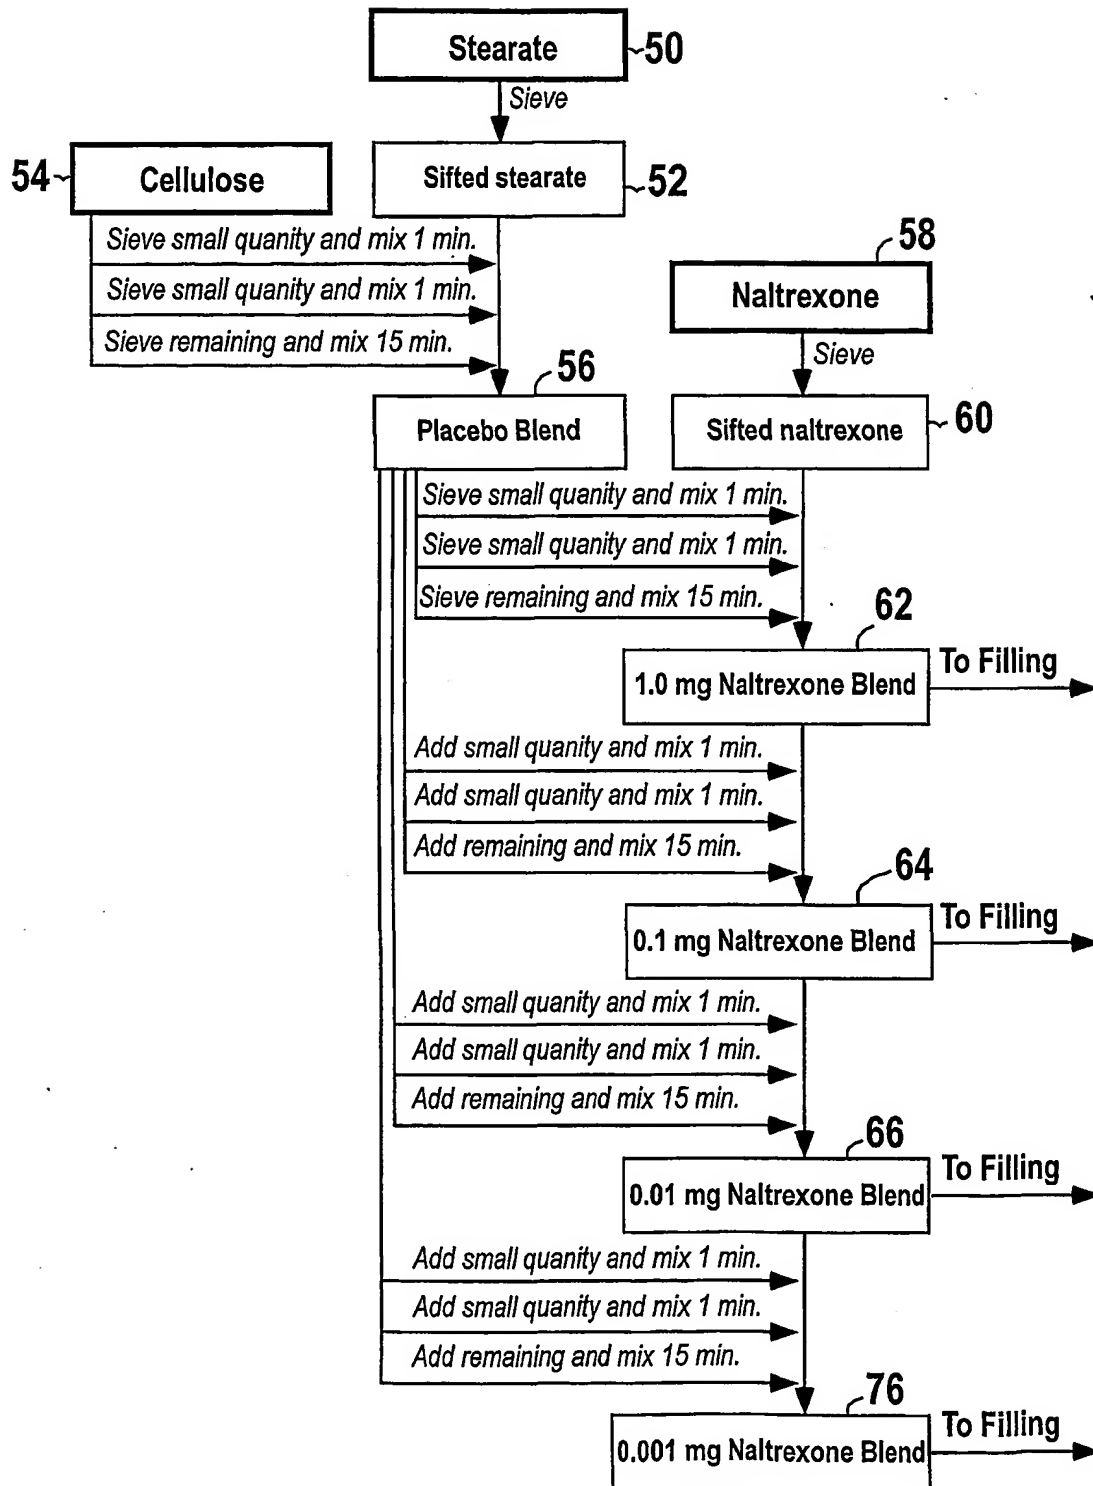 Stearate
50
Sieve
54
Cellulose
Sifted stearate
52
Sieve small quanity and mix 1 min.
Sieve small quanity and mix 1 min.
Sieve remaining and mix 15 min.
58
Naltrexone
Sieve
56
Placebo Blend
Sifted naltrexone
60
Sieve small quanity and mix 1 min.
Sieve small quanity and mix 1 min.
Sieve remaining and mix 15 min.
62
1.0 mg Naltrexone Blend
To Filling
Add small quanity and mix 1 min.
Add small quanity and mix 1 min.
Add remaining and mix 15 min.
64
0.1 mg Naltrexone Blend
To Filling
Add small quanity and mix 1 min.
Add small quanity and mix 1 min.
Add remaining and mix 15 min.
66
0.01 mg Naltrexone Blend
To Filling
Add small quanity and mix 1 min.
Add small quanity and mix 1 min.
Add remaining and mix 15 min.
76
0.001 mg Naltrexone Blend
To Filling